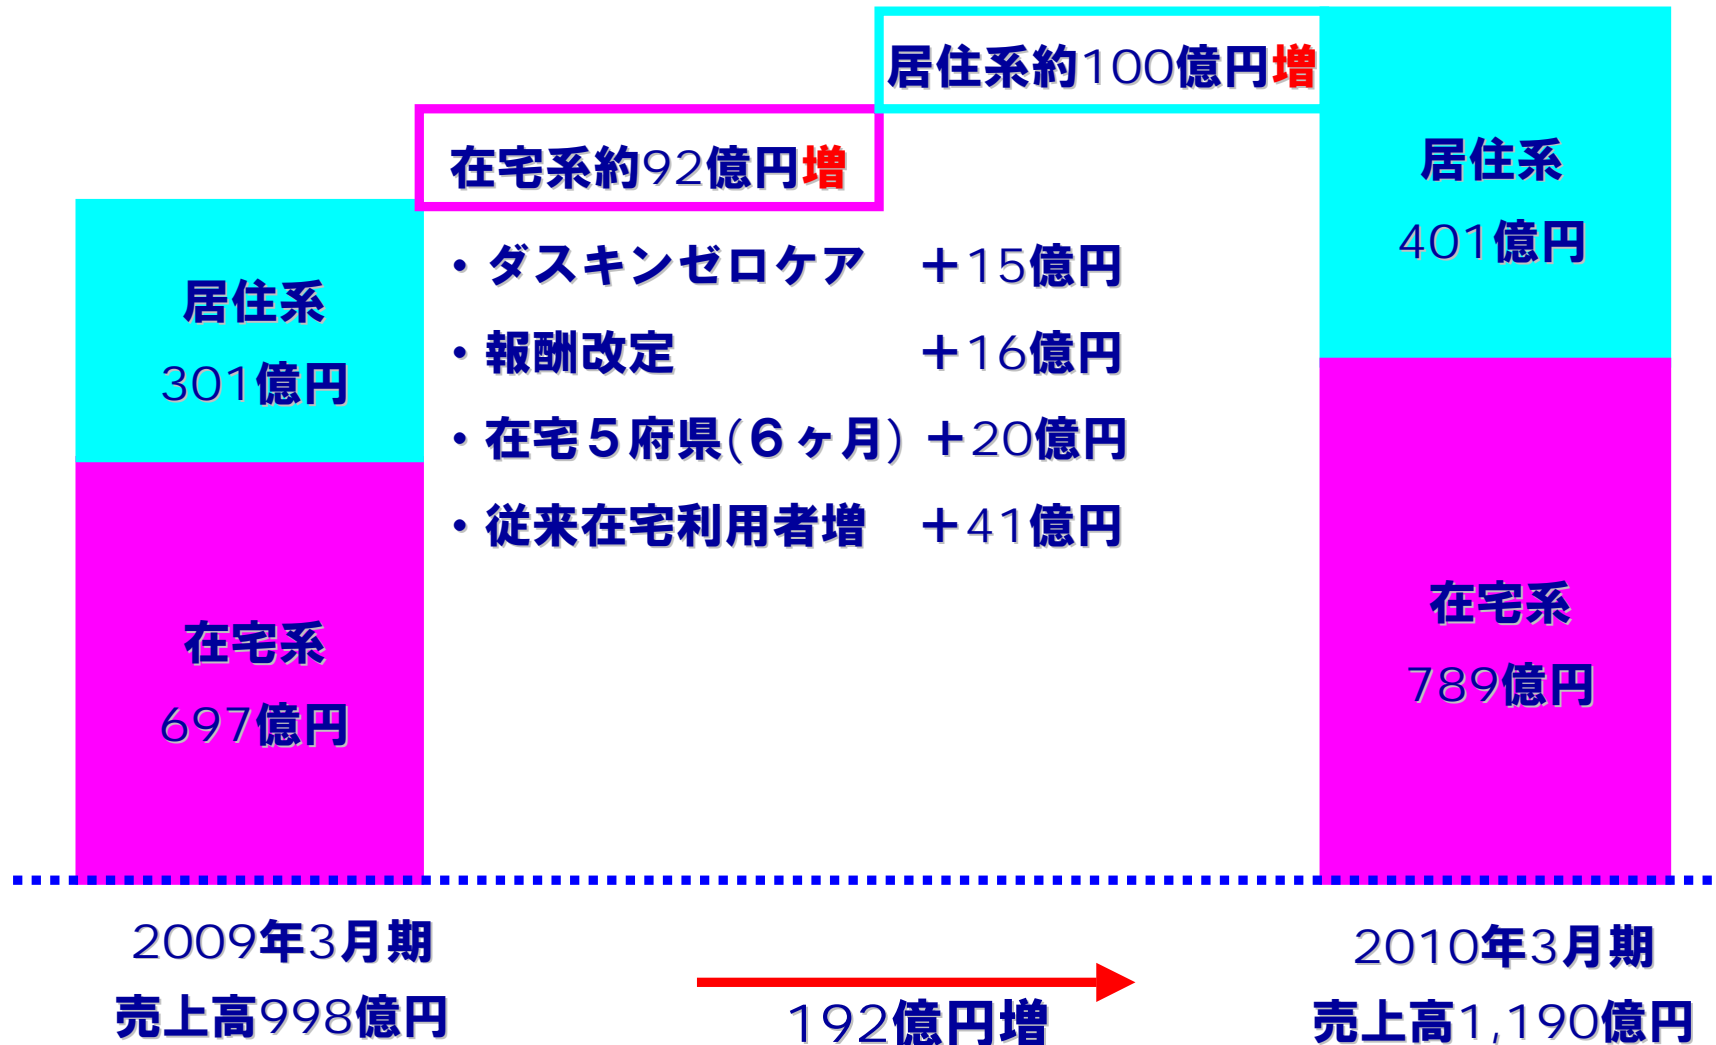 居住系約100億円増
在宅系約92億円増
・ダスキンゼロケア　＋15億円
・報酬改定　＋16億円
・在宅５府県(６ヶ月) ＋20億円
・従来在宅利用者増　＋41億円
居住系
301億円
在宅系
697億円
居住系
401億円
在宅系
789億円
2009年3月期
売上高998億円
192億円増
2010年3月期
売上高1,190億円